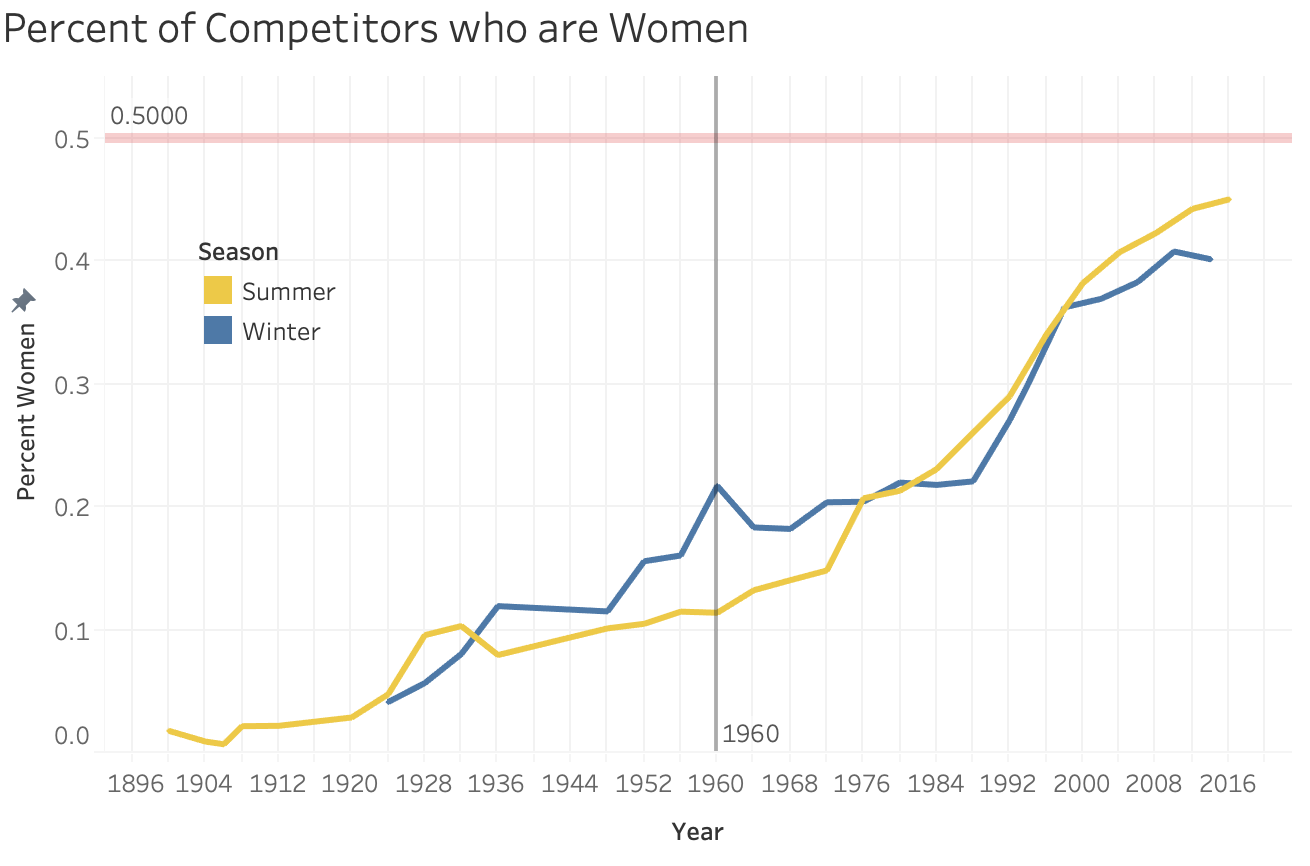 Percent of Competitors who are Women
0.5000
0.5
Season
Summer
Winter
0.4
0.3
0.2
0.1
0.0
Percent Women
1960
1896 1904 1912 1920 1928 1936 1944 1952 1960 1968 1976 1984 1992 2000 2008 2016
Year